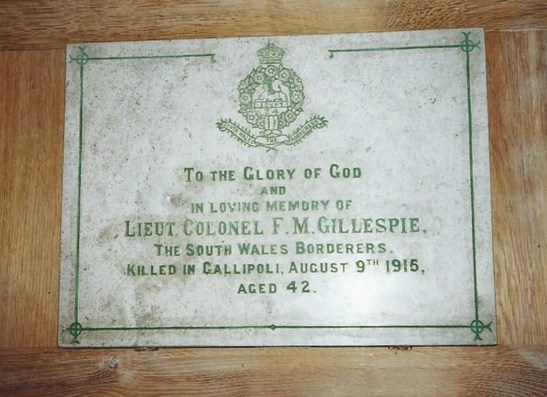 TO THE GLORY OF GOD
AND
IN LOVING MEMORY OF
LIEUT. COLONEL F. M. GILLESPIE,
THE SOUTH WALES BORDERERS.
KILLED IN GALLIPOLI, AUGUST 9TH 1915,
AGED 42.